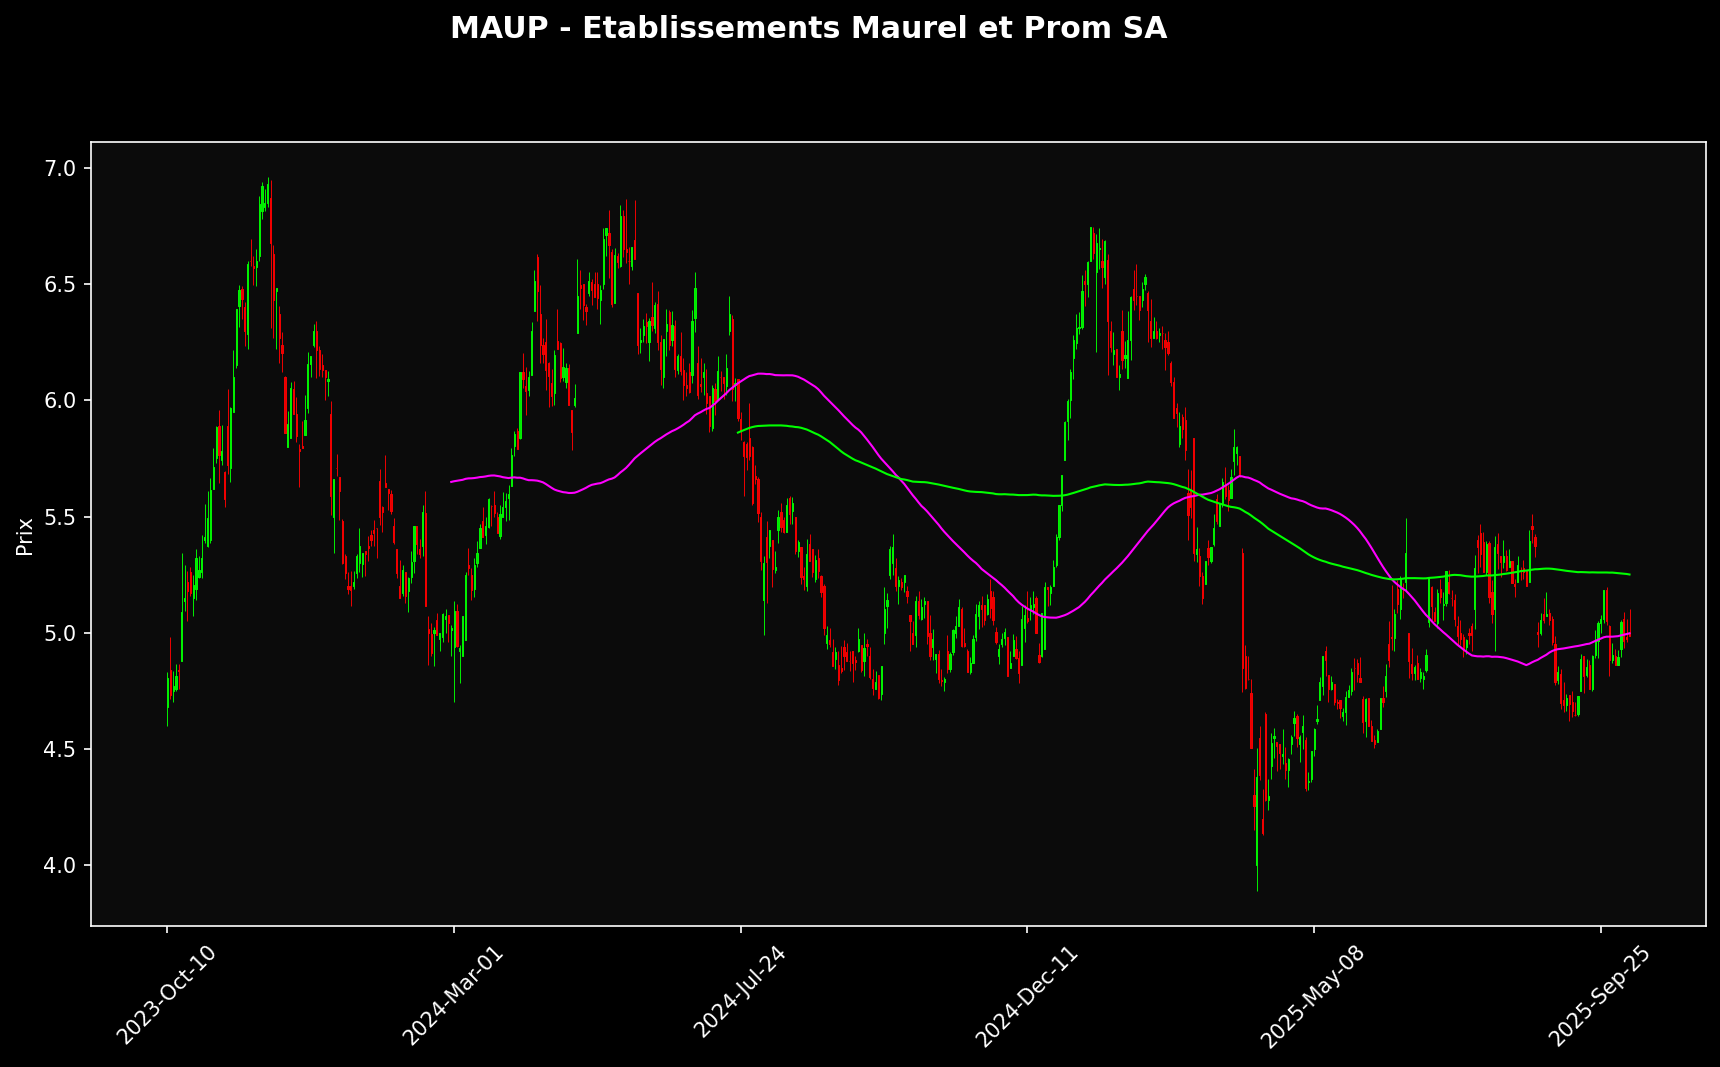 MAUP - Etablissements Maurel et Prom SA
Prix
7.0
6.5
6.0
5.5
5.0
4.5
4.0
2023-Oct-10
2024-Mar-01
2024-Jul-24
2024-Dec-11
2025-May-08
2025-Sep-25